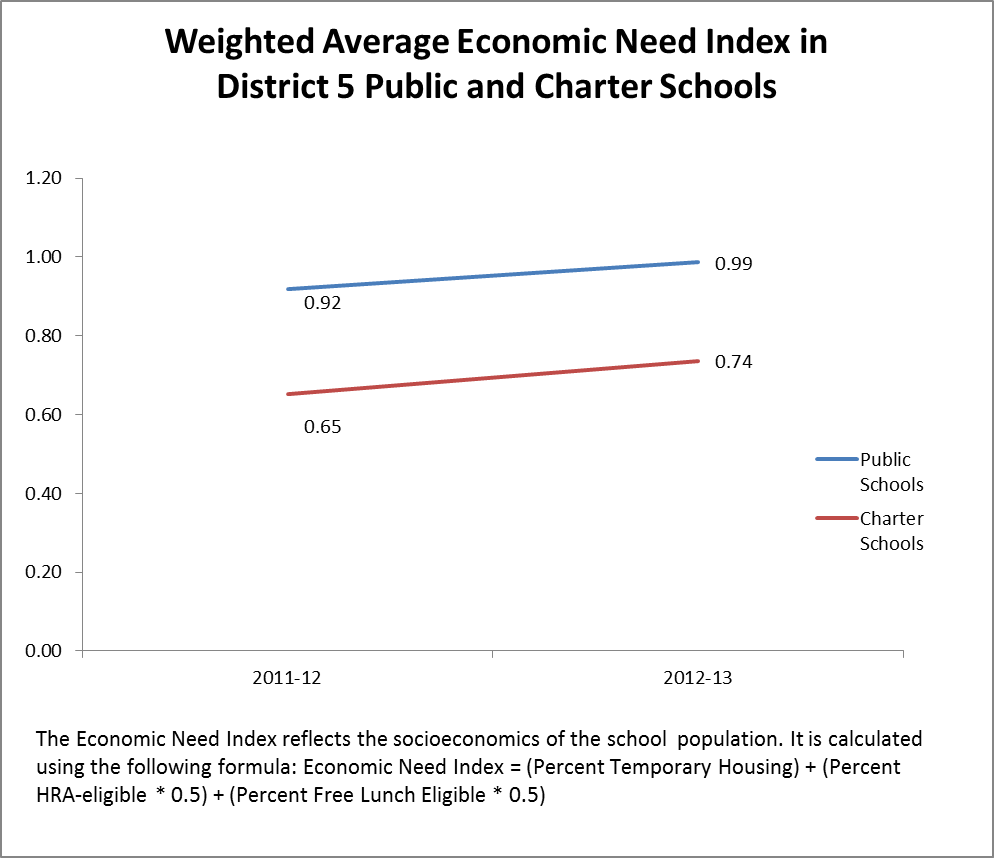 Weighted Average Economic Need Index in
District 5 Public and Charter Schools
1.20
1.00
0.80
0.60
0.40
0.20
0.00
0.92
0.99
0.65
0.74
Public
Schools
Charter
Schools
2011-12
2012-13
The Economic Need Index reflects the socioeconomics of the school population. It is calculated
using the following formula: Economic Need Index = (Percent Temporary Housing) + (Percent
HRA-eligible * 0.5) + (Percent Free Lunch Eligible * 0.5)